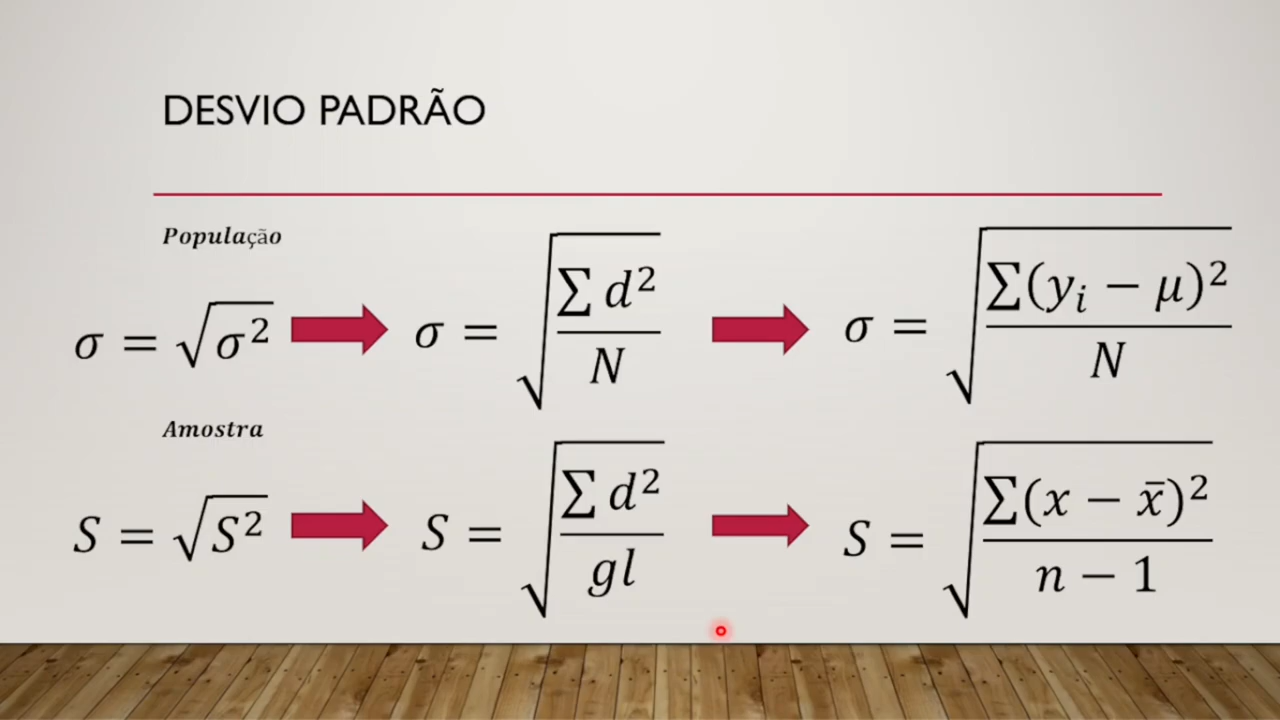 DESVIO PADRÃO
População
σ = √σ² σ = √(∑ d² / N) σ = √(∑(yᵢ − μ)² / N)
Amostra
S = √S² S = √(∑ d² / gl) S = √(∑(x − x̄)² / n − 1)